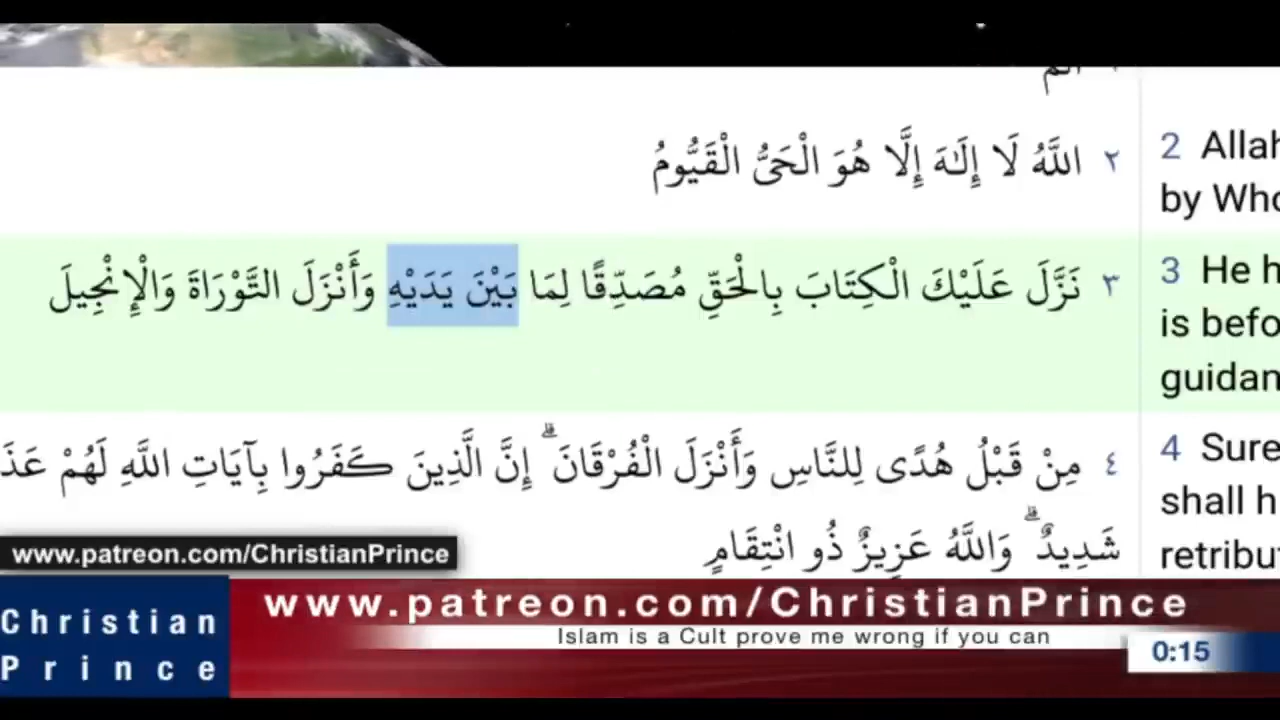 ٢ اللَّهُ لَا إِلَـٰهَ إِلَّا هُوَ الْحَيُّ الْقَيُّومُ
2 Allah
by Who
٣ نَزَّلَ عَلَيْكَ الْكِتَابَ بِالْحَقِّ مُصَدِّقًا لِمَا بَيْنَ يَدَيْهِ وَأَنْزَلَ التَّوْرَاةَ وَالْإِنْجِيلَ
3 He h
is befo
guidan
٤ مِنْ قَبْلُ هُدًى لِلنَّاسِ وَأَنْزَلَ الْفُرْقَانَ ۗ إِنَّ الَّذِينَ كَفَرُوا بِآيَاتِ اللَّهِ لَهُمْ عَذَ
شَدِيدٌ ۗ وَاللَّهُ عَزِيزٌ ذُو انْتِقَامٍ
4 Sure
shall h
retribu
www.patreon.com/ChristianPrince
Christian
Prince
www.patreon.com/ChristianPrince
Islam is a Cult prove me wrong if you can
0:15